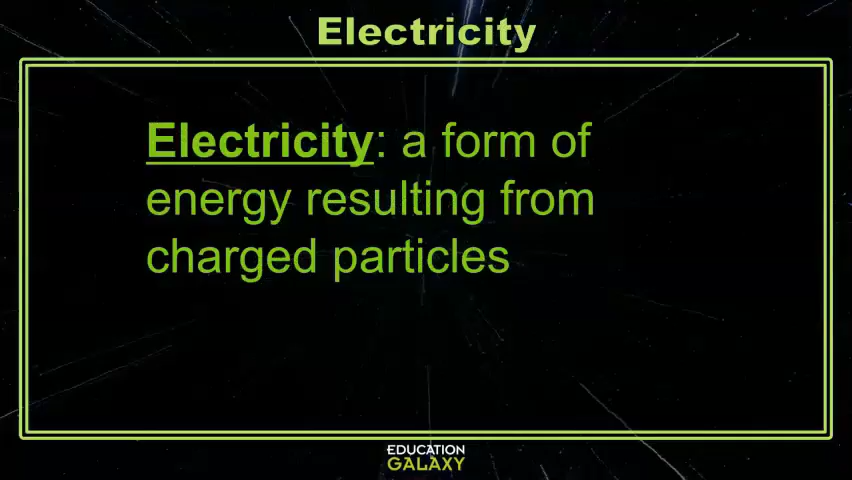 Electricity
Electricity: a form of
energy resulting from
charged particles
EDUCATION
GALAXY